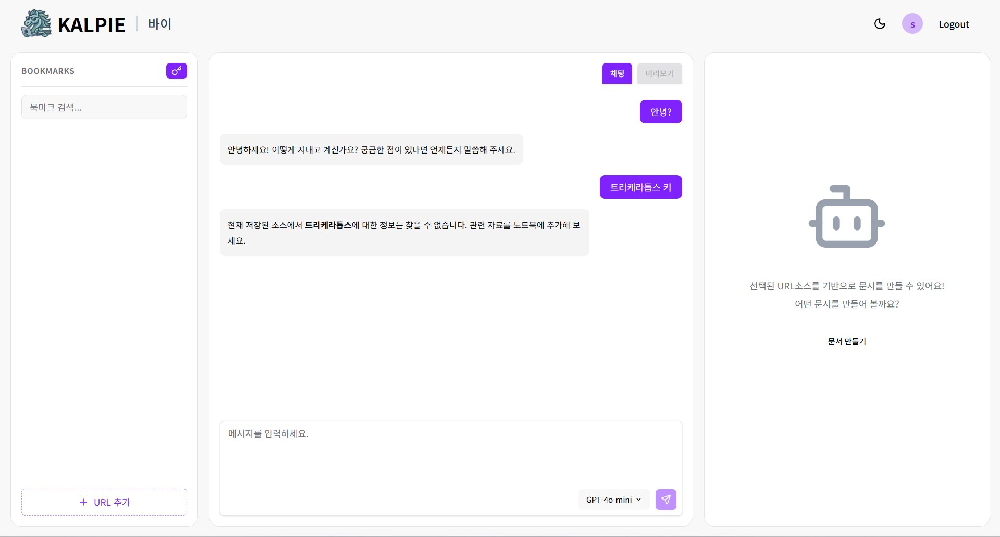 KALPIE
바이
s
Logout
BOOKMARKS
북마크 검색...
URL 추가
채팅
미리보기
안녕?
안녕하세요! 어떻게 지내고 계신가요? 궁금한 점이 있다면 언제든지 말씀해 주세요.
트리케라톱스 키
현재 저장된 소스에서 트리케라톱스에 대한 정보는 찾을 수 없습니다. 관련 자료를 노트북에 추가해 보
세요.
메시지를 입력하세요.
GPT-4o-mini
선택된 URL소스를 기반으로 문서를 만들 수 있어요!
어떤 문서를 만들어 볼까요?
문서 만들기